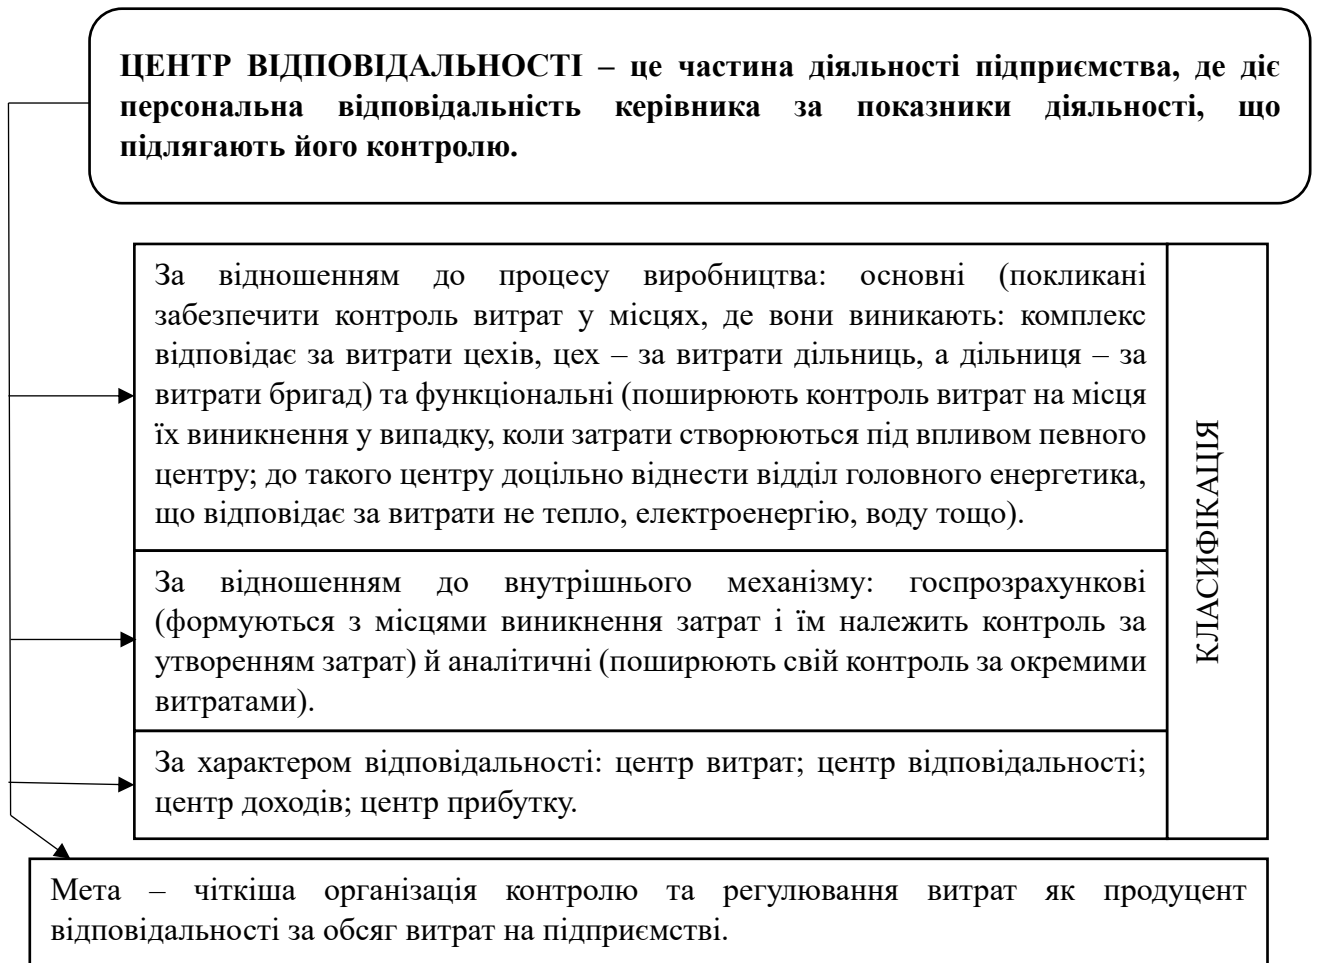 ЦЕНТР ВІДПОВІДАЛЬНОСТІ – це частина діяльності підприємства, де діє
персональна відповідальність керівника за показники діяльності, що
підлягають його контролю.
За відношенням до процесу виробництва: основні (покликані
забезпечити контроль витрат у місцях, де вони виникають: комплекс
відповідає за витрати цехів, цех – за витрати дільниць, а дільниця – за
витрати бригад) та функціональні (поширюють контроль витрат на місця
їх виникнення у випадку, коли затрати створюються під впливом певного
центру; до такого центру доцільно віднести відділ головного енергетика,
що відповідає за витрати не тепло, електроенергію, воду тощо).
За відношенням до внутрішнього механізму: госпрозрахункові
(формуються з місцями виникнення затрат і їм належить контроль за
утворенням затрат) й аналітичні (поширюють свій контроль за окремими
витратами).
За характером відповідальності: центр витрат; центр відповідальності;
центр доходів; центр прибутку.
КЛАСИФІКАЦІЯ
Мета – чіткіша організація контролю та регулювання витрат як продуцент
відповідальності за обсяг витрат на підприємстві.